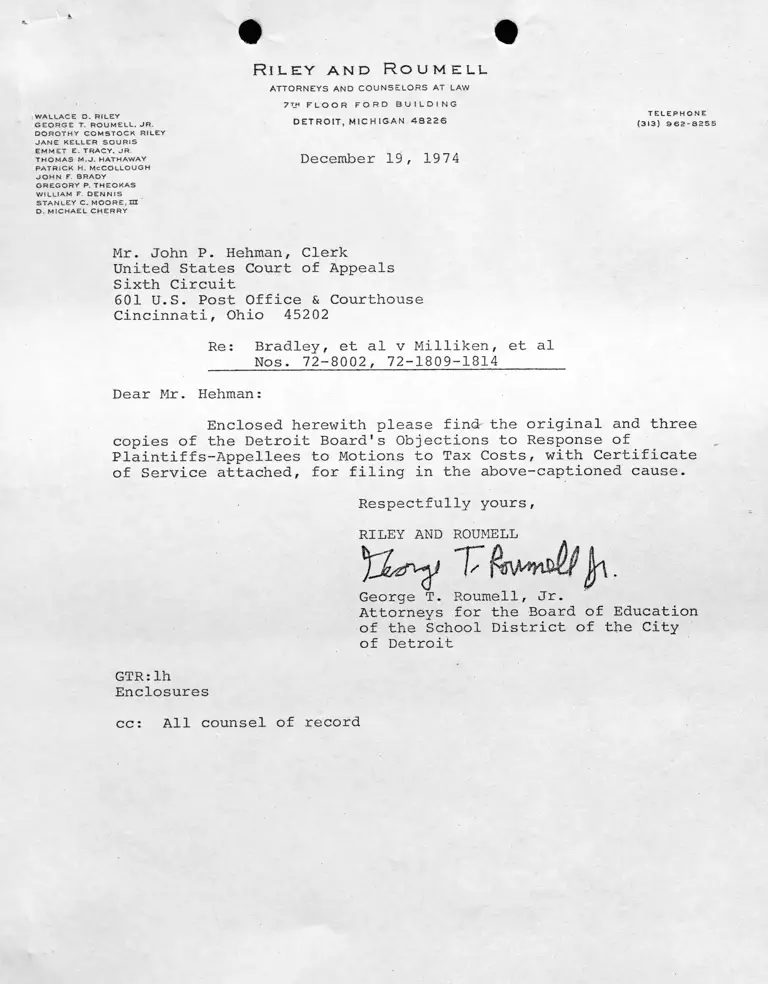 RILEY AND ROUMELL
ATTORNEYS AND COUNSELORS AT LAW
7TH FLOOR FORD BUILDING
DETROIT, MICHIGAN 48226
WALLACE D. RILEY
GEORGE T. ROUMELL, JR.
DOROTHY COMSTOCK RILEY
JANE KELLER SOURIS
EMMET E. TRACY, JR.
THOMAS M.J. HATHAWAY
PATRICK H. McCOLLOUGH
JOHN F. BRADY
GREGORY P. THEOKAS
WILLIAM F. DENNIS
STANLEY C. MOORE, III
D. MICHAEL CHERRY
TELEPHONE
(313) 962-8255
December 19, 1974
Mr. John P. Hehman, Clerk
United States Court of Appeals
Sixth Circuit
601 U.S. Post Office & Courthouse
Cincinnati, Ohio 45202
Re: Bradley, et al v Milliken, et al
Nos. 72-8002, 72-1809-1814
Dear Mr. Hehman:
Enclosed herewith please find the original and three
copies of the Detroit Board's Objections to Response of
Plaintiffs-Appellees to Motions to Tax Costs, with Certificate
of Service attached, for filing in the above-captioned cause.
Respectfully yours,
RILEY AND ROUMELL
George T. Roumell Jr.
George T. Roumell, Jr.
Attorneys for the Board of Education
of the School District of the City
of Detroit
GTR:lh
Enclosures
cc: All counsel of record